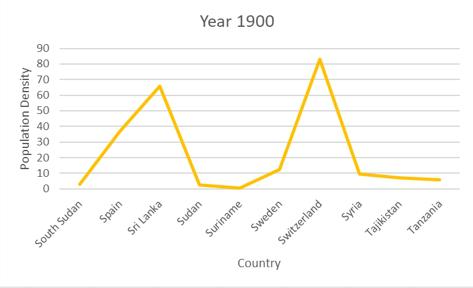 Year 1900
Population Density
90
80
70
60
50
40
30
20
10
0
South Sudan
Spain
Sri Lanka
Sudan
Suriname
Sweden
Switzerland
Syria
Tajikistan
Tanzania
Country